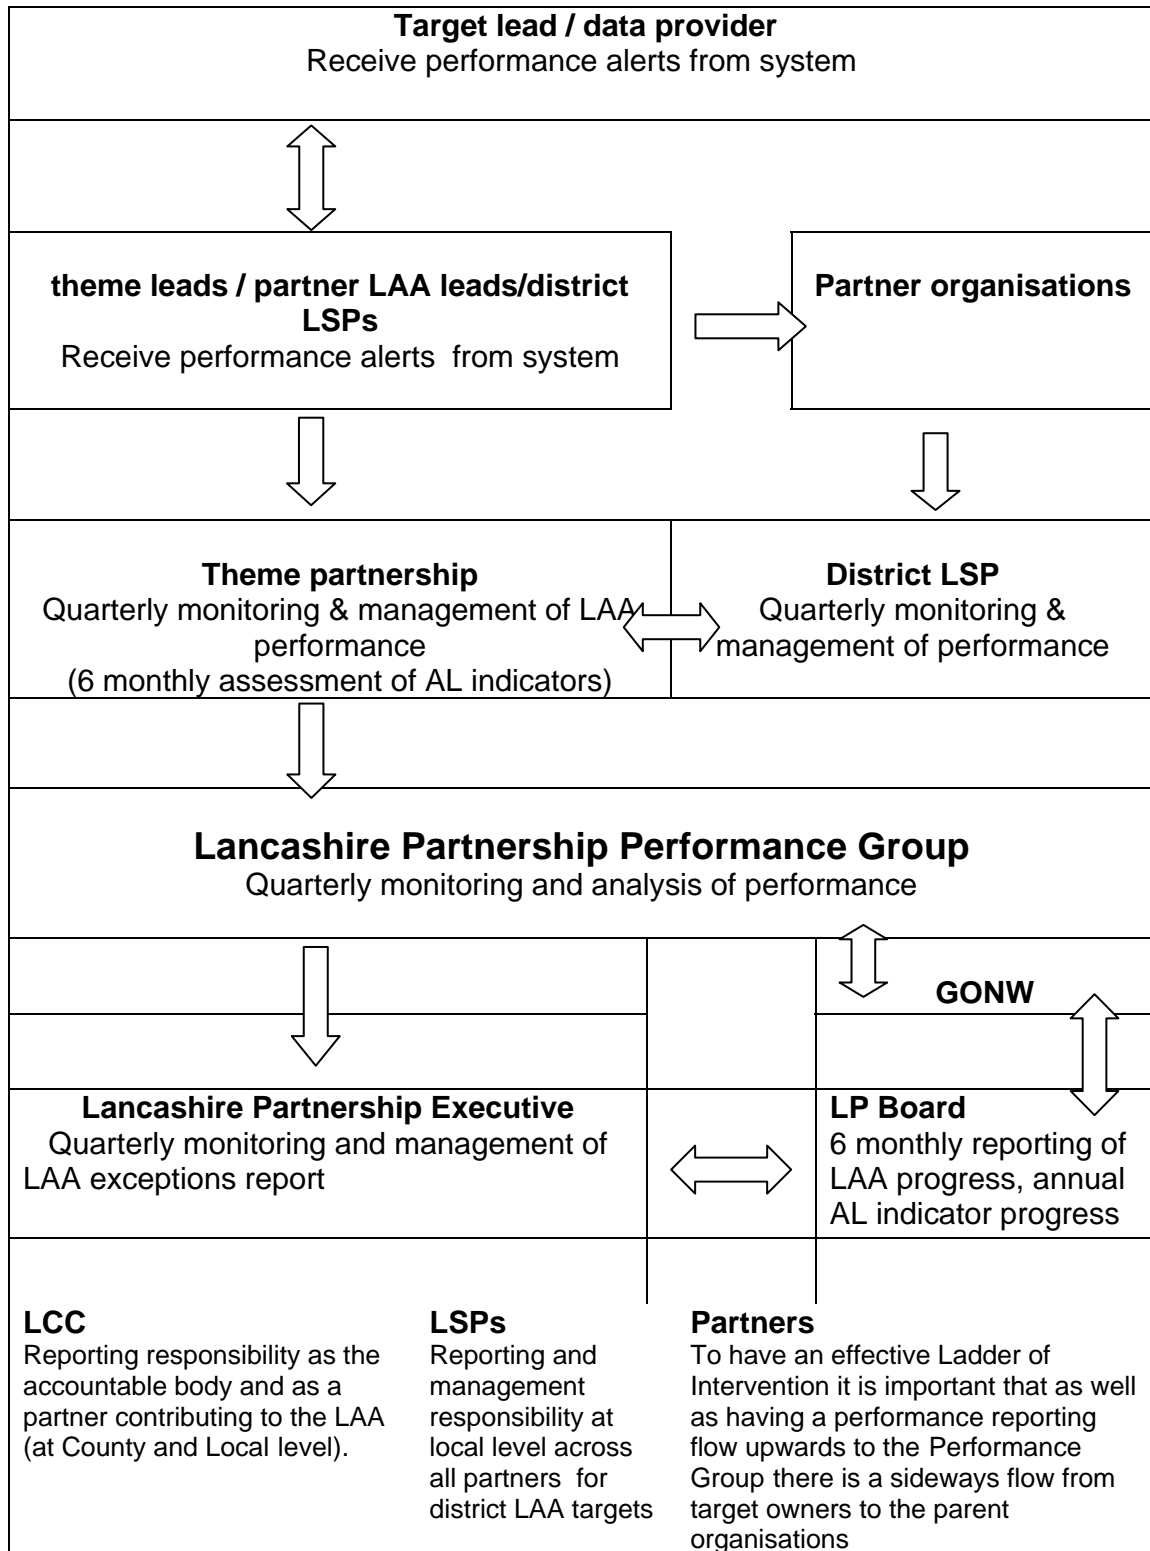 Target lead / data provider
Receive performance alerts from system
theme leads / partner LAA leads/district
LSPs
Receive performance alerts from system
Partner organisations
Theme partnership
Quarterly monitoring & management of LAA
performance
(6 monthly assessment of AL indicators)
District LSP
Quarterly monitoring &
management of performance
Lancashire Partnership Performance Group
Quarterly monitoring and analysis of performance
GONW
Lancashire Partnership Executive
Quarterly monitoring and management of
LAA exceptions report
LP Board
6 monthly reporting of
LAA progress, annual
AL indicator progress
LCC
Reporting responsibility as the
accountable body and as a
partner contributing to the LAA
(at County and Local level).
LSPs
Reporting and
management
responsibility at
local level across
all partners for
district LAA targets
Partners
To have an effective Ladder of
Intervention it is important that as well
as having a performance reporting
flow upwards to the Performance
Group there is a sideways flow from
target owners to the parent
organisations